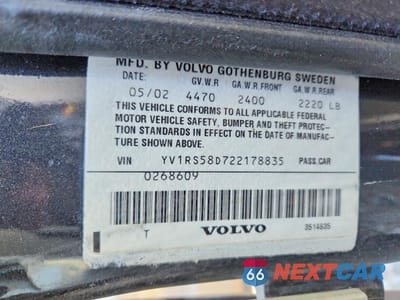 MFD. BY VOLVO GOTHENBURG SWEDEN
DATE: GV.W.R GA.W.R.FRONT GA.W.R.REAR
05/02 4470 2400 2220 LB
THIS VEHICLE CONFORMS TO ALL APPLICABLE FEDERAL
MOTOR VEHICLE SAFETY, BUMPER AND THEFT PROTEC-
TION STANDARDS IN EFFECT ON THE DATE OF MANUFAC-
TURE SHOWN ABOVE.
VIN YV1RS58D722178835 PASS.CAR
0268609
T VOLVO 3514835
66 NEXTCAR